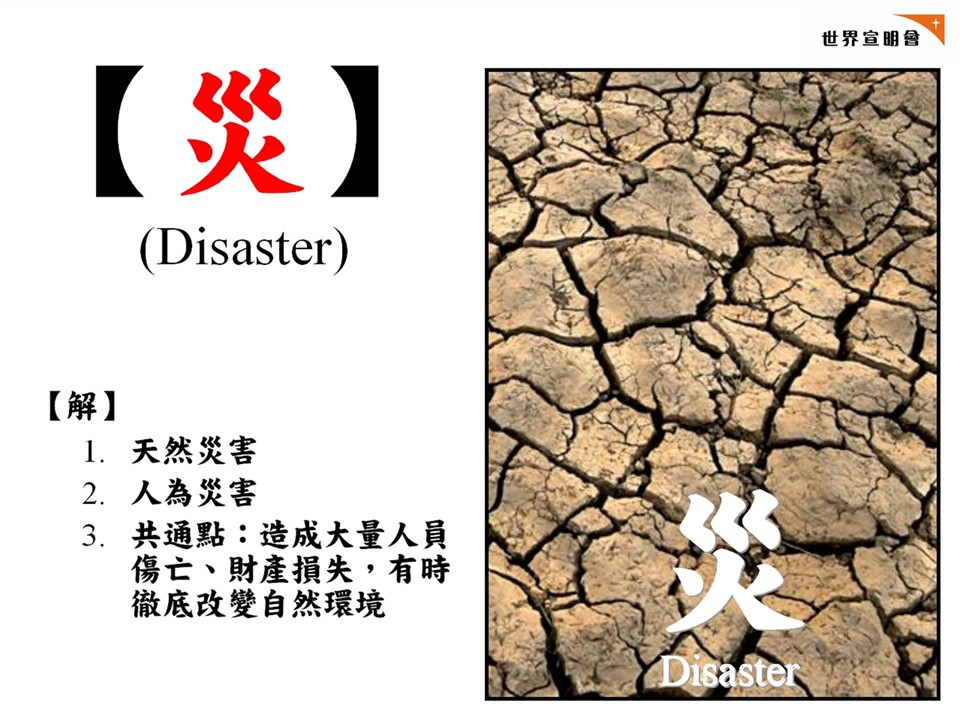 世界宣明會
【災】
(Disaster)
【解】
1. 天然災害
2. 人為災害
3. 共通點：造成大量人員
傷亡、財產損失，有時
徹底改變自然環境
災
Disaster